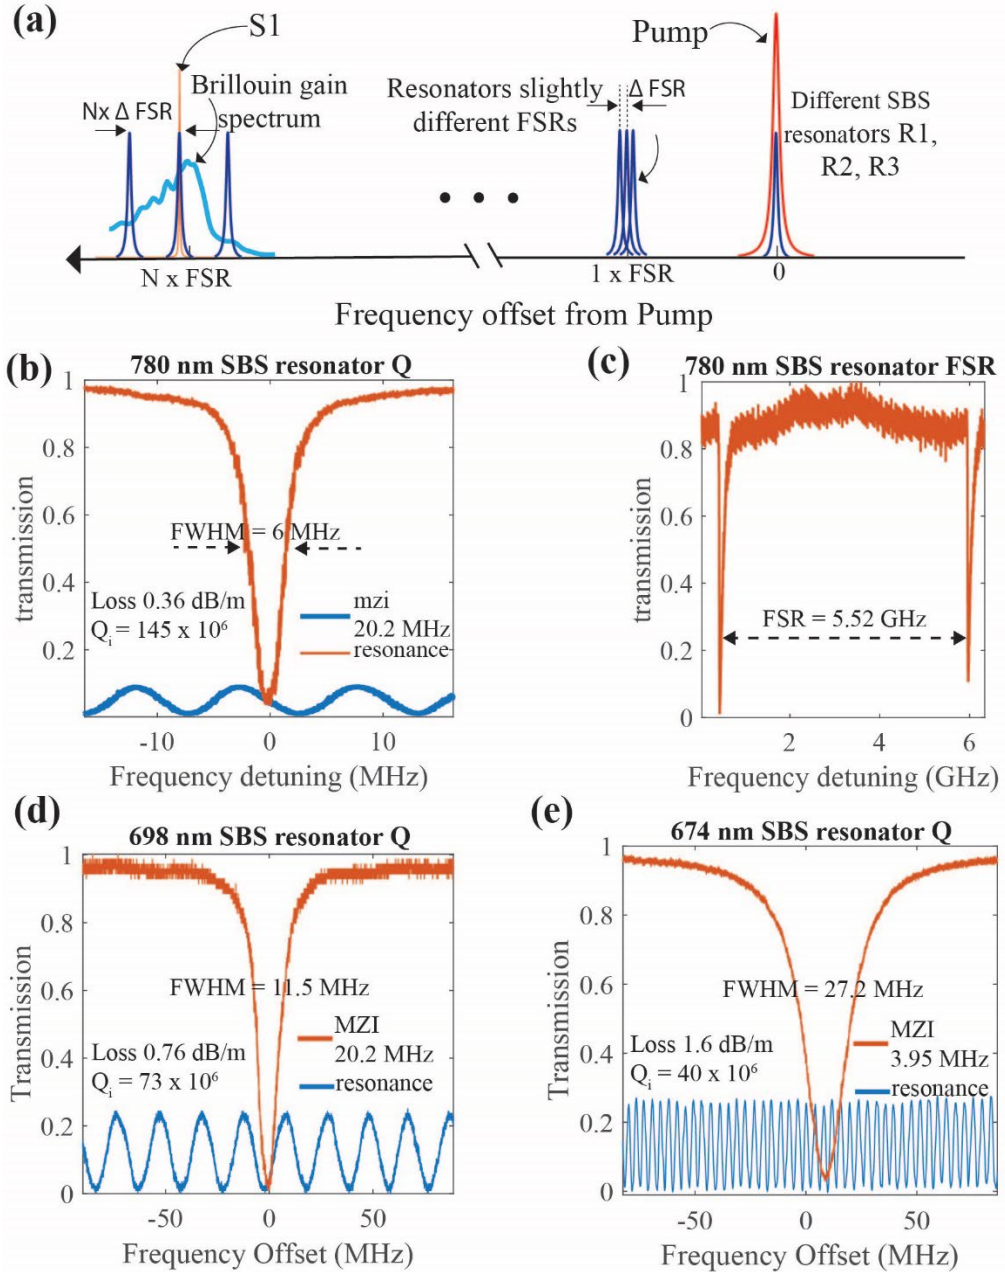 (a)
S1
Pump
Brillouin gain
spectrum
Nx Δ FSR
Resonators slightly
different FSRs
Δ FSR
Different SBS
resonators R1,
R2, R3
N x FSR
1 x FSR
0
Frequency offset from Pump
(b)
780 nm SBS resonator Q
1
0.8
0.6
0.4
0.2
transmission
FWHM = 6 MHz
Loss 0.36 dB/m
Qi = 145 x 10⁶
mzi
20.2 MHz
resonance
-10
0
10
Frequency detuning (MHz)
(c)
780 nm SBS resonator FSR
1
0.8
0.6
0.4
0.2
0
transmission
FSR = 5.52 GHz
2
4
6
Frequency detuning (GHz)
(d)
698 nm SBS resonator Q
1
0.8
0.6
0.4
0.2
0
Transmission
FWHM = 11.5 MHz
Loss 0.76 dB/m
Qi = 73 x 10⁶
MZI
20.2 MHz
resonance
-50
0
50
Frequency Offset (MHz)
(e)
674 nm SBS resonator Q
1
0.8
0.6
0.4
0.2
0
Transmission
FWHM = 27.2 MHz
Loss 1.6 dB/m
Qi = 40 x 10⁶
MZI
3.95 MHz
resonance
-50
0
50
Frequency Offset (MHz)